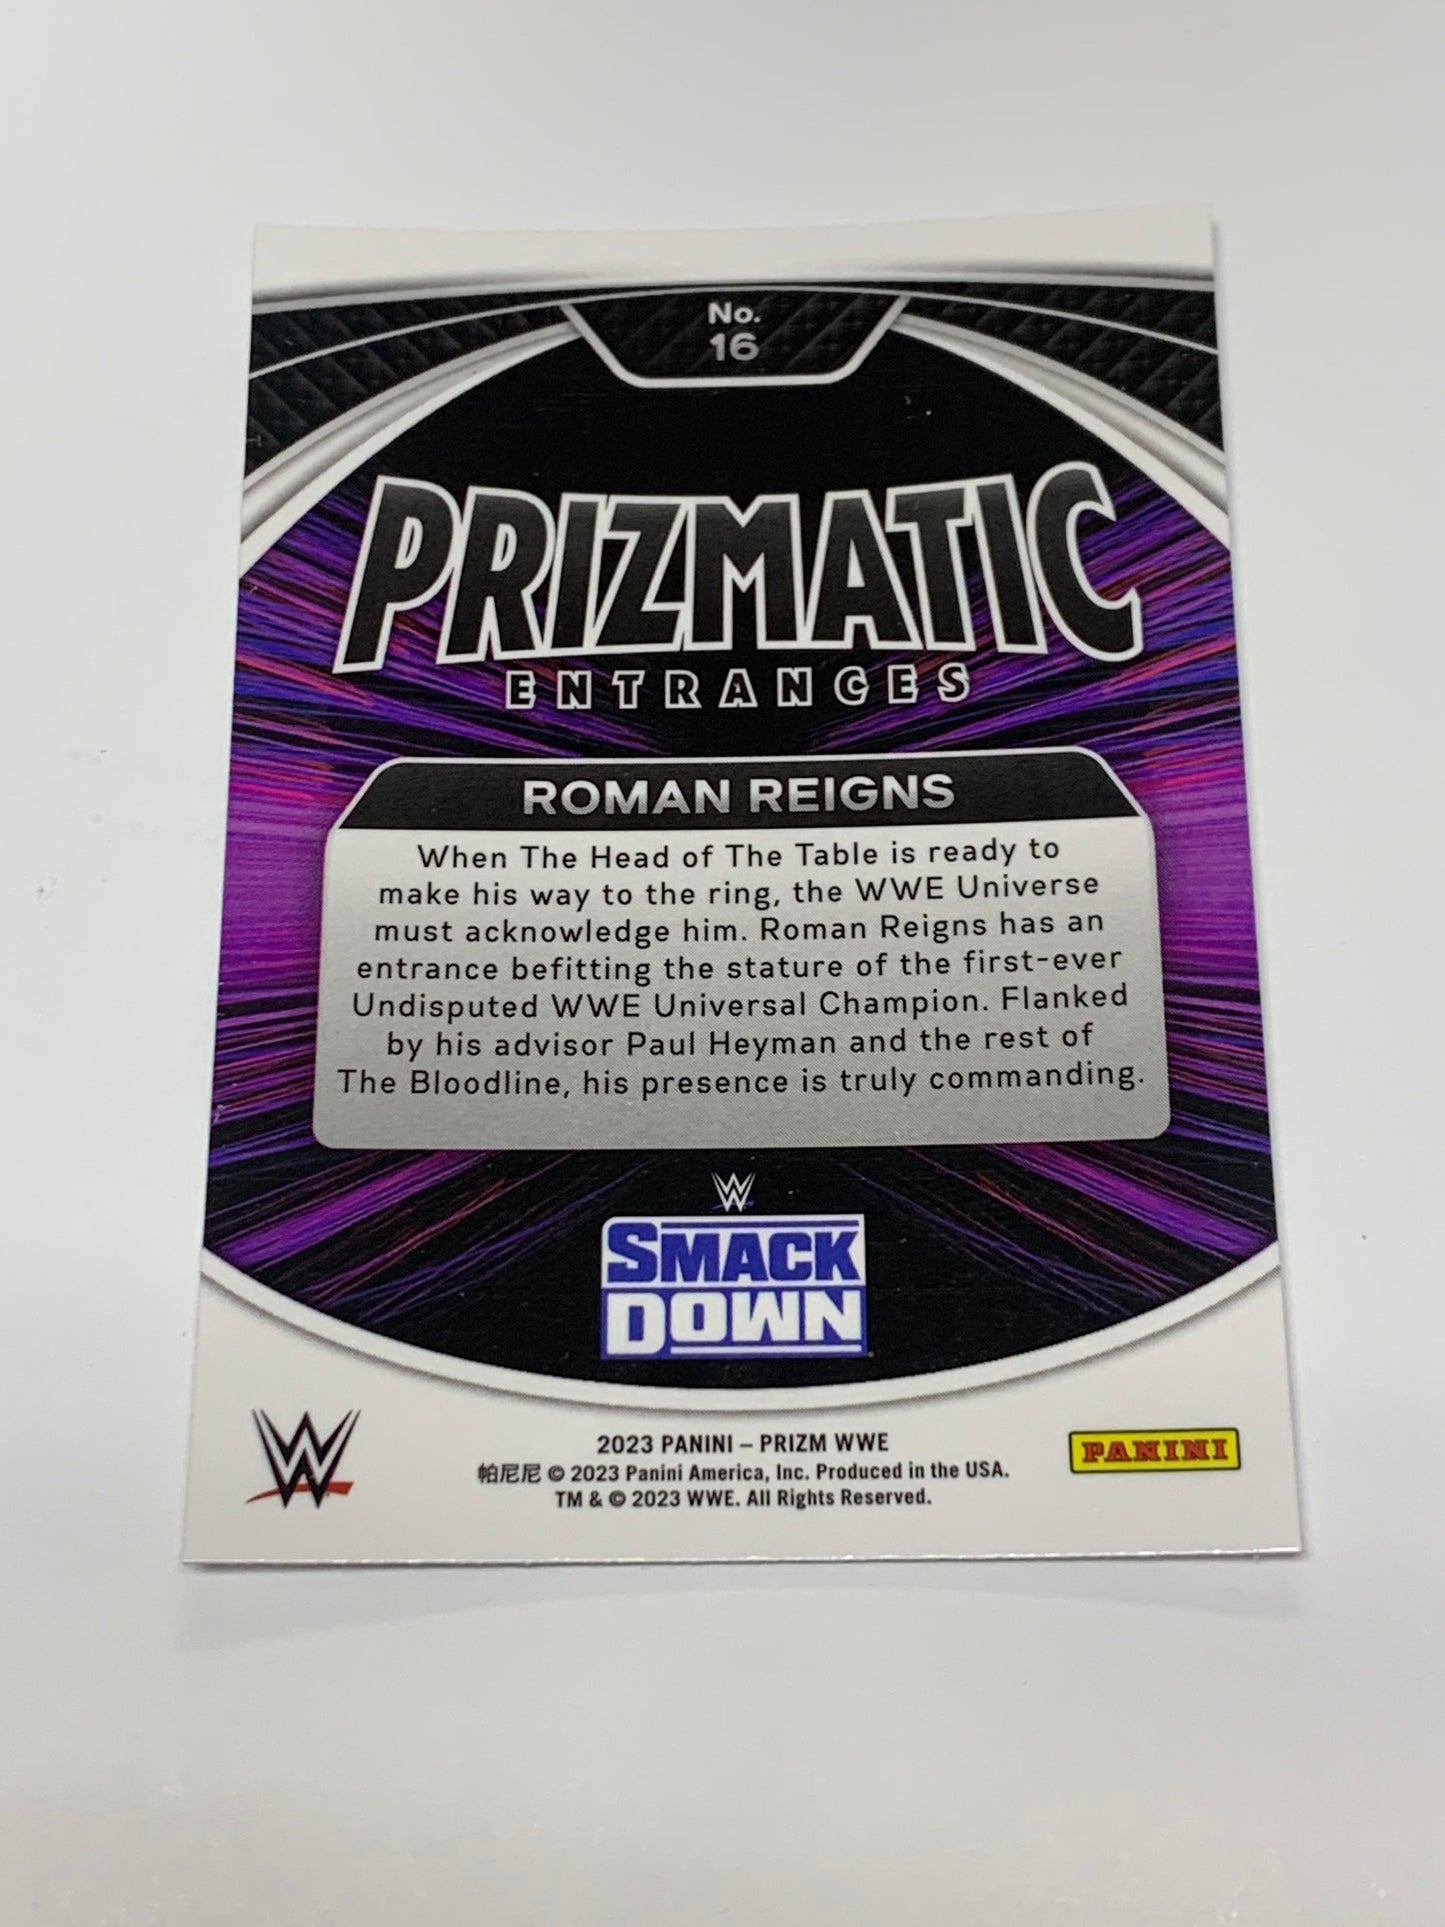 No.
16
PRIZMATIC
ENTRANCES
ROMAN REIGNS
When The Head of The Table is ready to
make his way to the ring, the WWE Universe
must acknowledge him. Roman Reigns has an
entrance befitting the stature of the first-ever
Undisputed WWE Universal Champion. Flanked
by his advisor Paul Heyman and the rest of
The Bloodline, his presence is truly commanding.
W
SMACK
DOWN
W
2023 PANINI – PRIZM WWE
帕尼尼 © 2023 Panini America, Inc. Produced in the USA.
TM & © 2023 WWE. All Rights Reserved.
PANINI